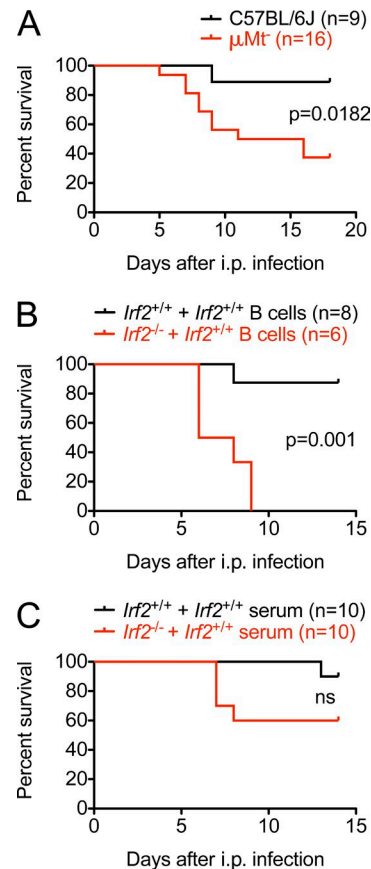 A
C57BL/6J (n=9)
μMt⁻ (n=16)
Percent survival
100
80
60
40
20
0
p=0.0182
0 5 10 15 20
Days after i.p. infection
B
Irf2+/+ + Irf2+/+ B cells (n=8)
Irf2-/- + Irf2+/+ B cells (n=6)
Percent survival
100
80
60
40
20
0
p=0.001
0 5 10 15
Days after i.p. infection
C
Irf2+/+ + Irf2+/+ serum (n=10)
Irf2-/- + Irf2+/+ serum (n=10)
Percent survival
100
80
60
40
20
0
ns
0 5 10 15
Days after i.p. infection